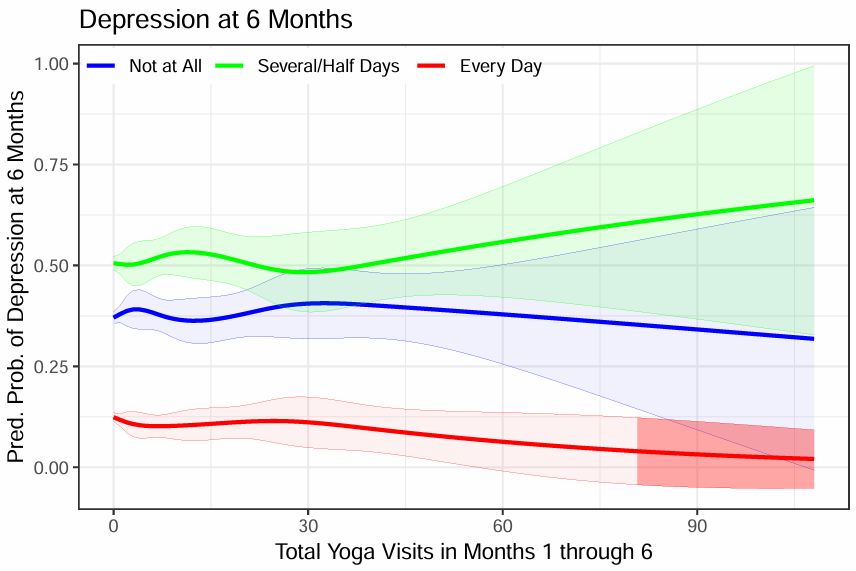 Depression at 6 Months
Not at All Several/Half Days Every Day
Pred. Prob. of Depression at 6 Months
1.00
0.75
0.50
0.25
0.00
0 30 60 90
Total Yoga Visits in Months 1 through 6